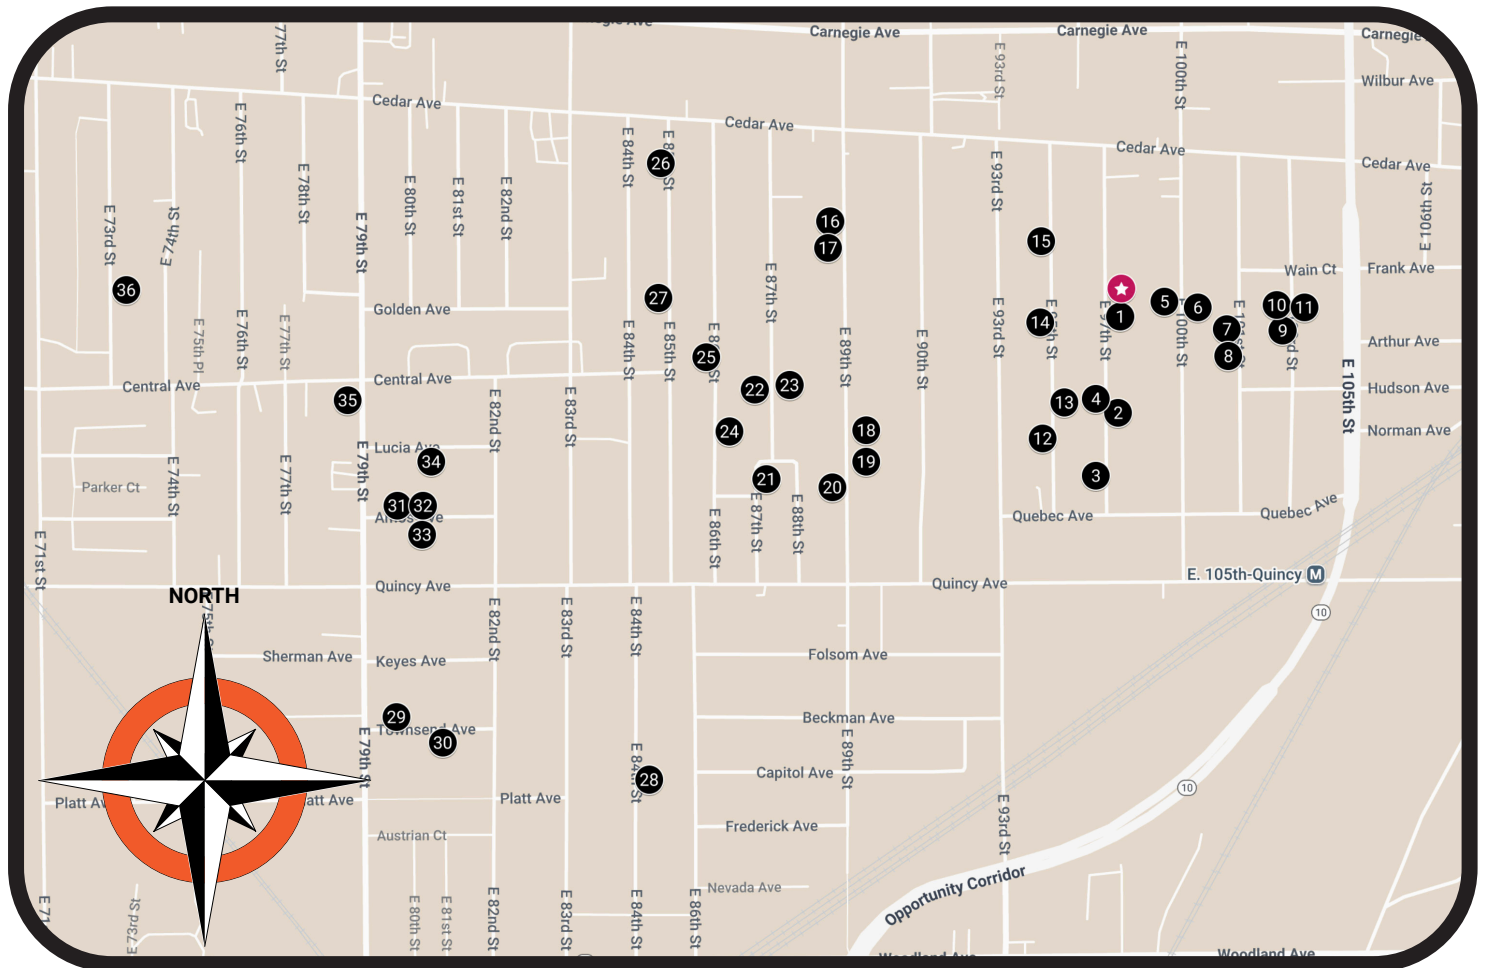 Carnegie Ave
Carnegie Ave
Carnegie
77th St
E 93rd St
E 100th St
Wilbur Ave
Cedar Ave
Cedar Ave
Cedar Ave
Cedar Ave
E 76th St
E 84th St
26
E 78th St
E 80th St
E 81st St
E 82nd St
E 93rd St
E 106th St
E 73rd St
E 74th St
E 79th St
16
17
15
Wain Ct
Frank Ave
36
27
E 87th St
5
6
10
11
1
14
7
9
8
Golden Ave
E 75th Pl
E 76th St
E 77th St
E 84th St
E 85th St
E 89th St
E 90th St
E 93rd St
E 97th St
100th St
Arthur Ave
25
Central Ave
Central Ave
22
23
35
E 82nd St
E 83rd St
E 105th St
Hudson Ave
13
4
2
24
18
12
Norman Ave
Lucia Ave
34
19
3
21
20
Parker Ct
E 74th St
E 77th St
E 79th St
31
32
33
E 86th St
E 87th St
E 88th St
Quebec Ave
Quebec Ave
E 71st St
Quincy Ave
Quincy Ave
E. 105th-Quincy
M
NORTH
10
E 82nd St
E 83rd St
E 84th St
Sherman Ave
Keyes Ave
Folsom Ave
29
Townsend Ave
30
Beckman Ave
E 79th St
E 89th St
28
Capitol Ave
10
Platt Av
att Ave
Platt Ave
E 93rd St
Frederick Ave
Austrian Ct
Nevada Ave
Opportunity Corridor
E 71
E 73rd St
E 80th St
E 81st St
E 82nd St
E 83rd St
E 84th St
E 86th St
Woodland Ave
Woodland Ave